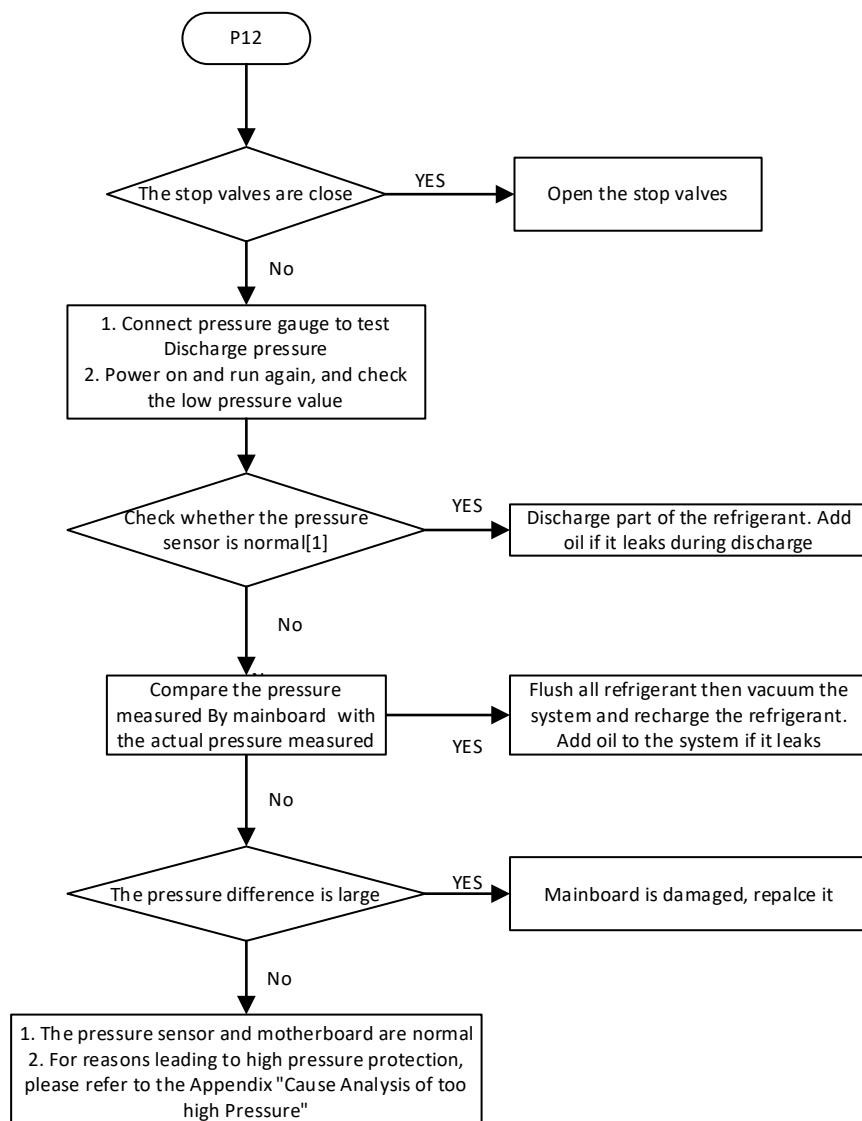 P12
The stop valves are close
YES
Open the stop valves
No
1. Connect pressure gauge to test
Discharge pressure
2. Power on and run again, and check
the low pressure value
Check whether the pressure
sensor is normal[1]
YES
Discharge part of the refrigerant. Add
oil if it leaks during discharge
No
Compare the pressure
measured By mainboard with
the actual pressure measured
YES
Flush all refrigerant then vacuum the
system and recharge the refrigerant.
Add oil to the system if it leaks
No
The pressure difference is large
YES
Mainboard is damaged, repalce it
No
1. The pressure sensor and motherboard are normal
2. For reasons leading to high pressure protection,
please refer to the Appendix "Cause Analysis of too
high Pressure"